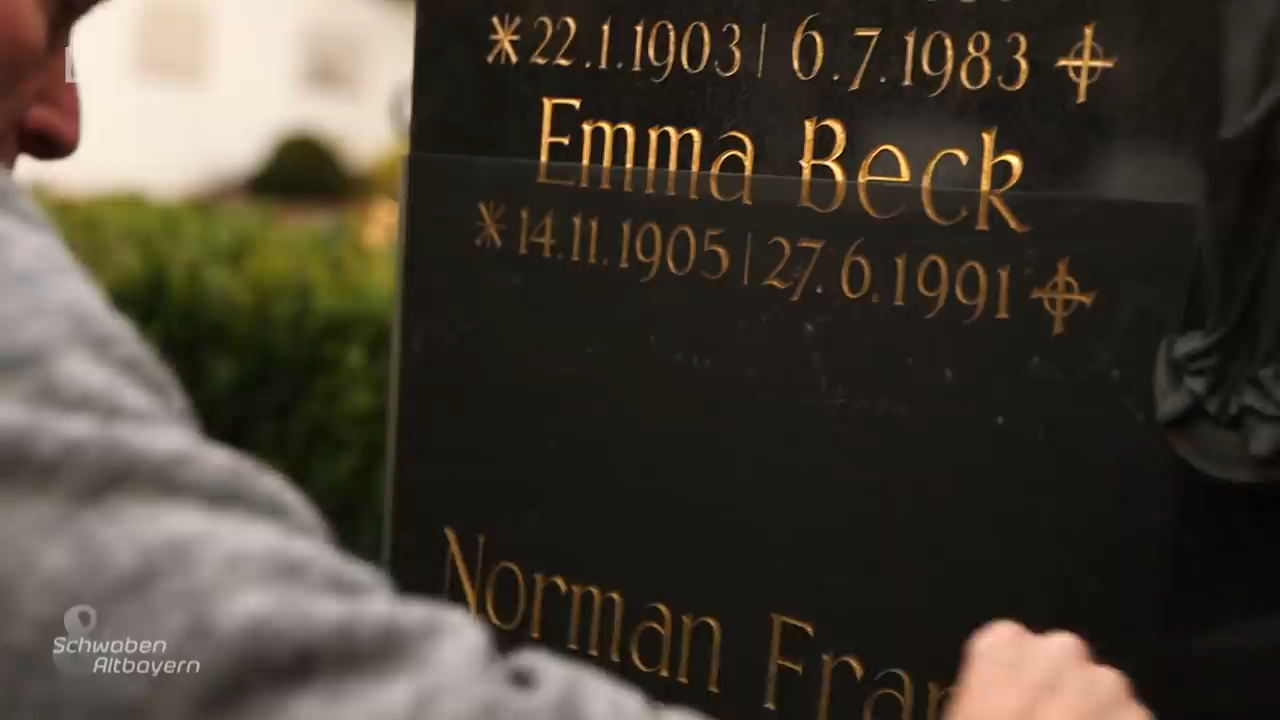 *22.1.1903 | 6.7.1983
Emma Beck
*14.11.1905 | 27.6.1991
Norman
Schwaben
Altbayern